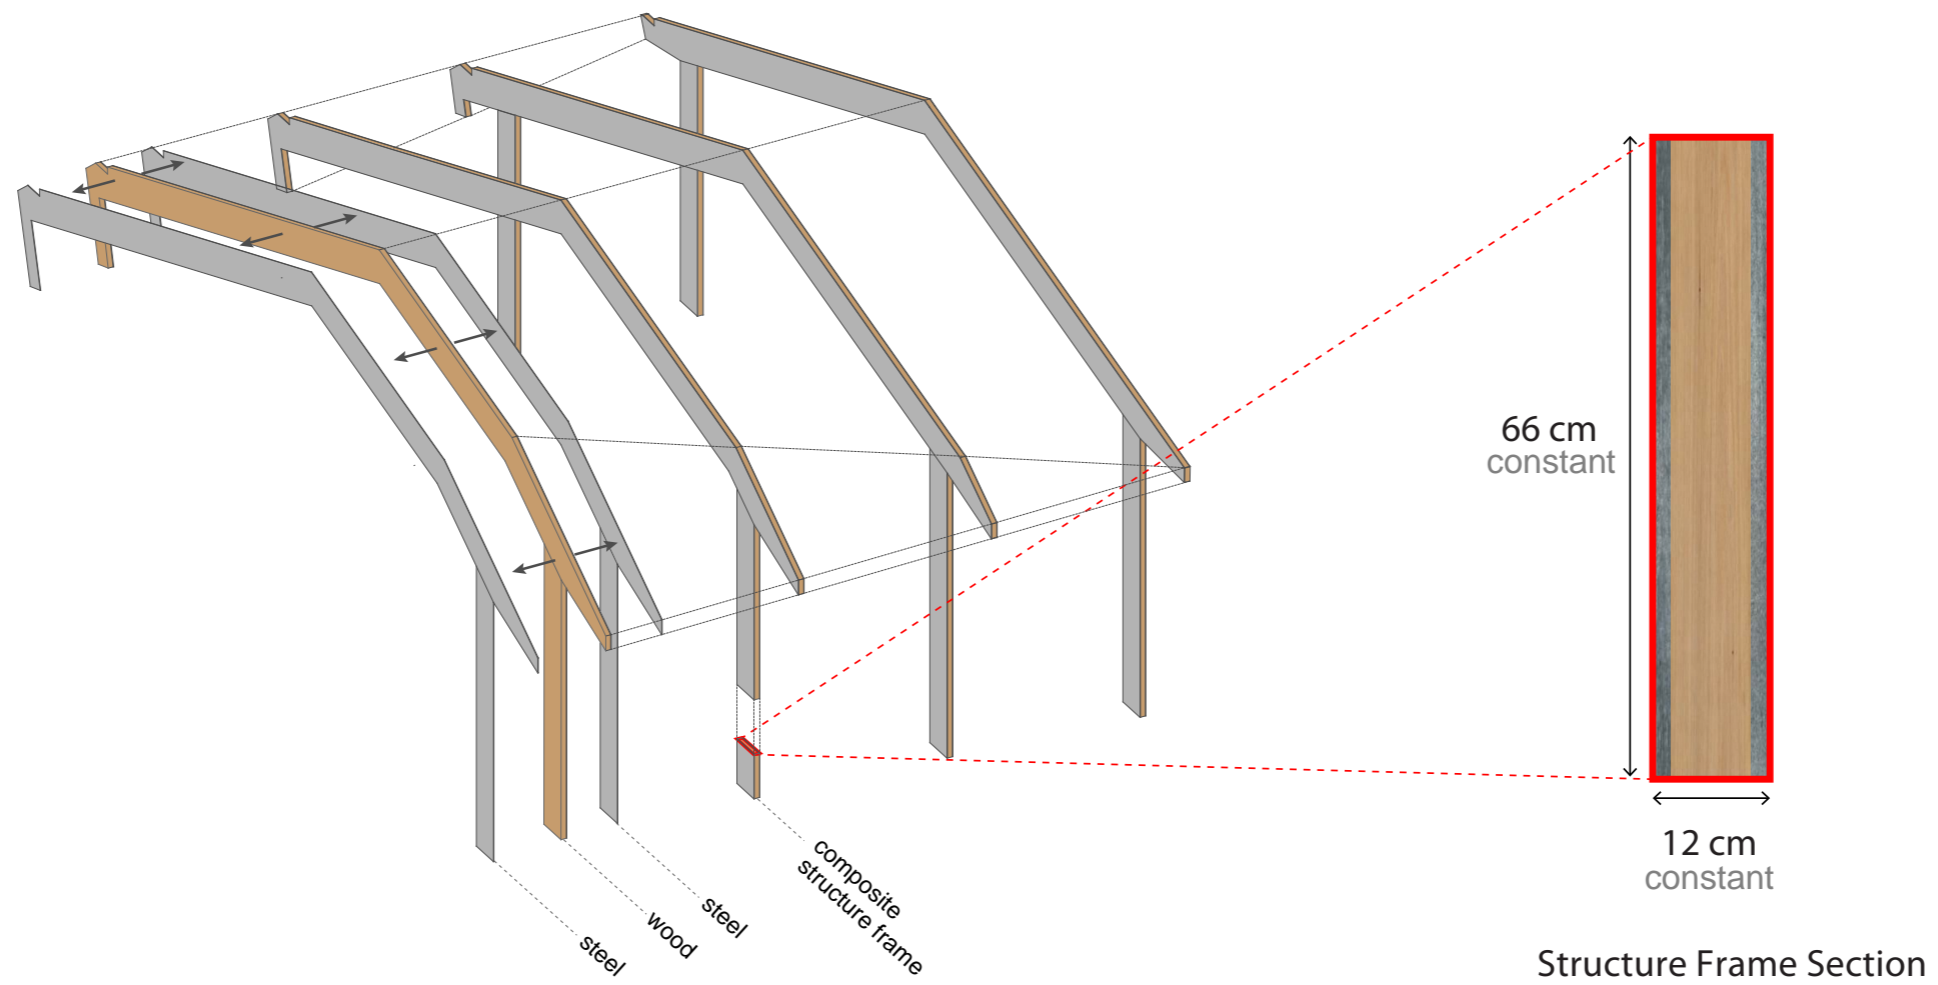 66 cm
constant
12 cm
constant
composite
structure frame
steel
wood
steel
Structure Frame Section